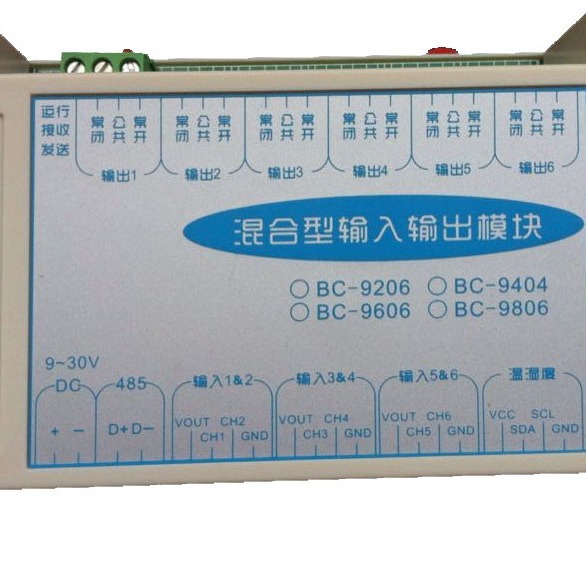 运行
接收
发送
常闭 公共 常开 常闭 公共 常开 常闭 公共 常开 常闭 公共 常开 常闭 公共 常开 常闭 公共 常开
输出1 输出2 输出3 输出4 输出5 输出6
混合型输入输出模块
BC-9206 BC-9404
BC-9606 BC-9806
9~30V
DC 485 输入1&2 输入3&4 输入5&6 温湿度
VOUT CH2 VOUT CH4 VOUT CH6 VCC SCL
+ - D+ D- CH1 GND CH3 GND CH5 GND SDA GND